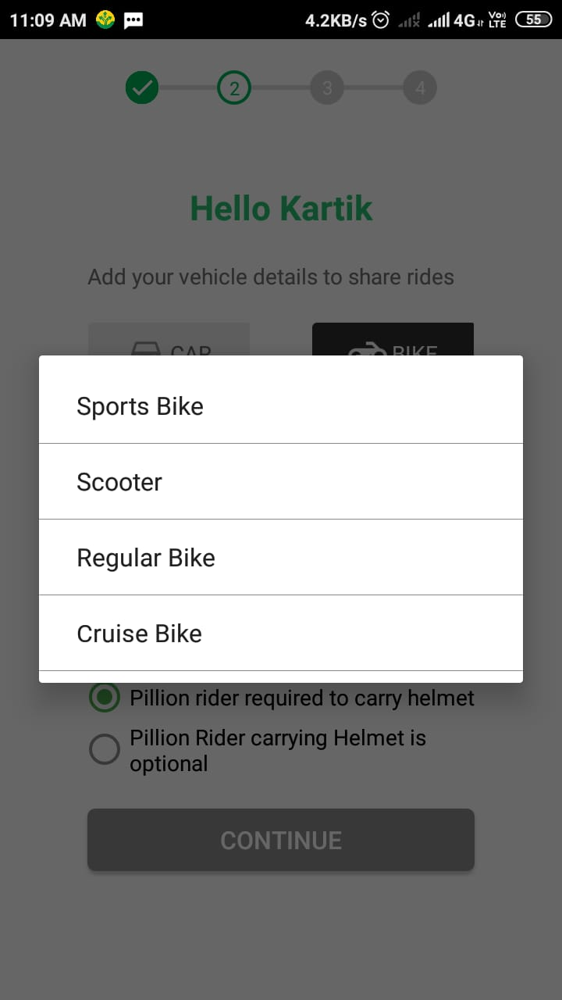 11:09 AM 4.2KB/s 4G Vo) LTE 55
2 3 4
Hello Kartik
Add your vehicle details to share rides
CAR BIKE
Sports Bike
Scooter
Regular Bike
Cruise Bike
Pillion rider required to carry helmet
Pillion Rider carrying Helmet is
optional
CONTINUE